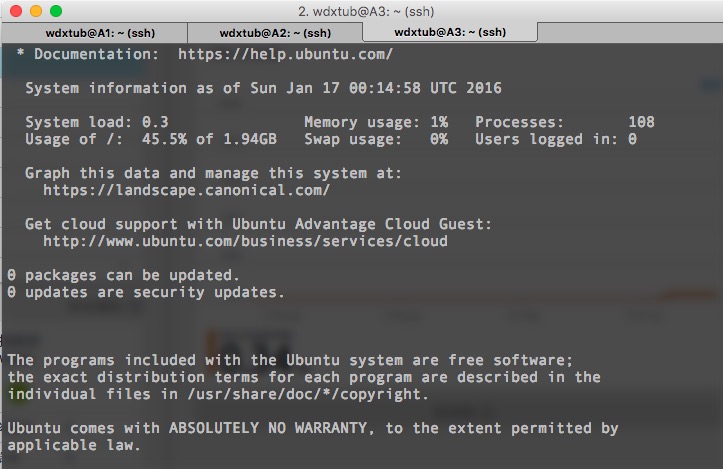 2. wdxtub@A3: ~ (ssh)
wdxtub@A1: ~ (ssh) wdxtub@A2: ~ (ssh) wdxtub@A3: ~ (ssh)
* Documentation:  https://help.ubuntu.com/
System information as of Sun Jan 17 00:14:58 UTC 2016
System load: 0.3 Memory usage: 1% Processes: 108
Usage of /: 45.5% of 1.94GB Swap usage: 0% Users logged in: 0
Graph this data and manage this system at:
https://landscape.canonical.com/
Get cloud support with Ubuntu Advantage Cloud Guest:
http://www.ubuntu.com/business/services/cloud
0 packages can be updated.
0 updates are security updates.
The programs included with the Ubuntu system are free software;
the exact distribution terms for each program are described in the
individual files in /usr/share/doc/*/copyright.
Ubuntu comes with ABSOLUTELY NO WARRANTY, to the extent permitted by
applicable law.